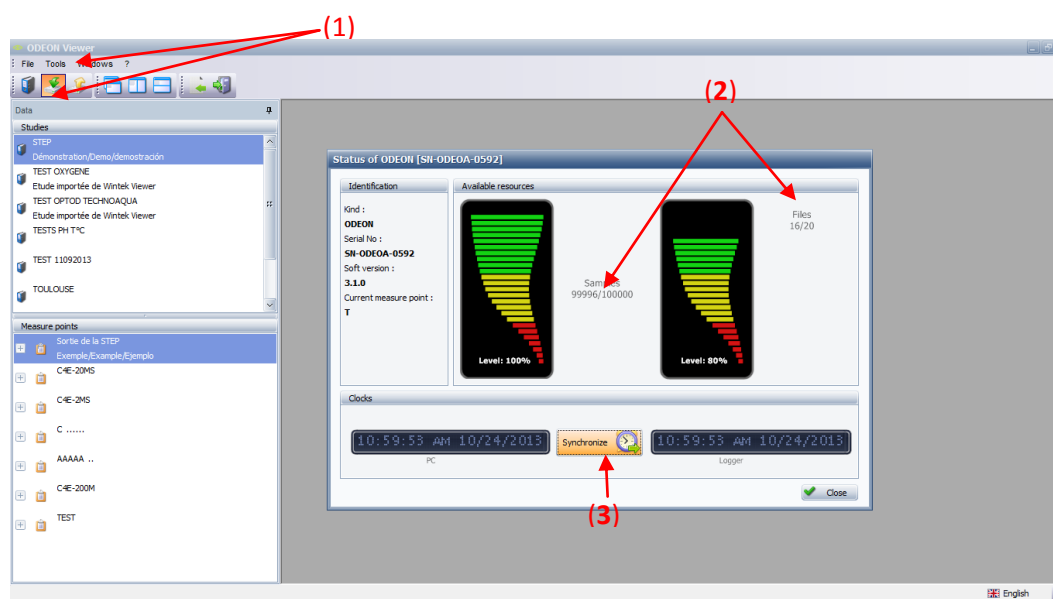 (1)
ODEON Viewer
File Tools Windows ?
Data
Studies
STEP
Démonstration/Demo/demostración
TEST OXYGENE
Etude importée de Wintek Viewer
TEST OPTOD TECHNOAQUA
Etude importée de Wintek Viewer
TESTS PH T°C
TEST 11092013
TOULOUSE
Measure points
Sortie de la STEP
Exemple/Example/Ejemplo
C4E-20MS
C4E-2MS
C ......
AAAAA ..
C4E-200M
TEST
(2)
Status of ODEON [SN-ODEOA-0592]
Identification
Kind :
ODEON
Serial No :
SN-ODEOA-0592
Soft version :
3.1.0
Current measure point :
T
Available resources
Level: 100%
Samples
99996/100000
Level: 80%
Files
16/20
Clocks
10:59:53 AM 10/24/2013
PC
Synchronize
10:59:53 AM 10/24/2013
Logger
Close
(3)
English